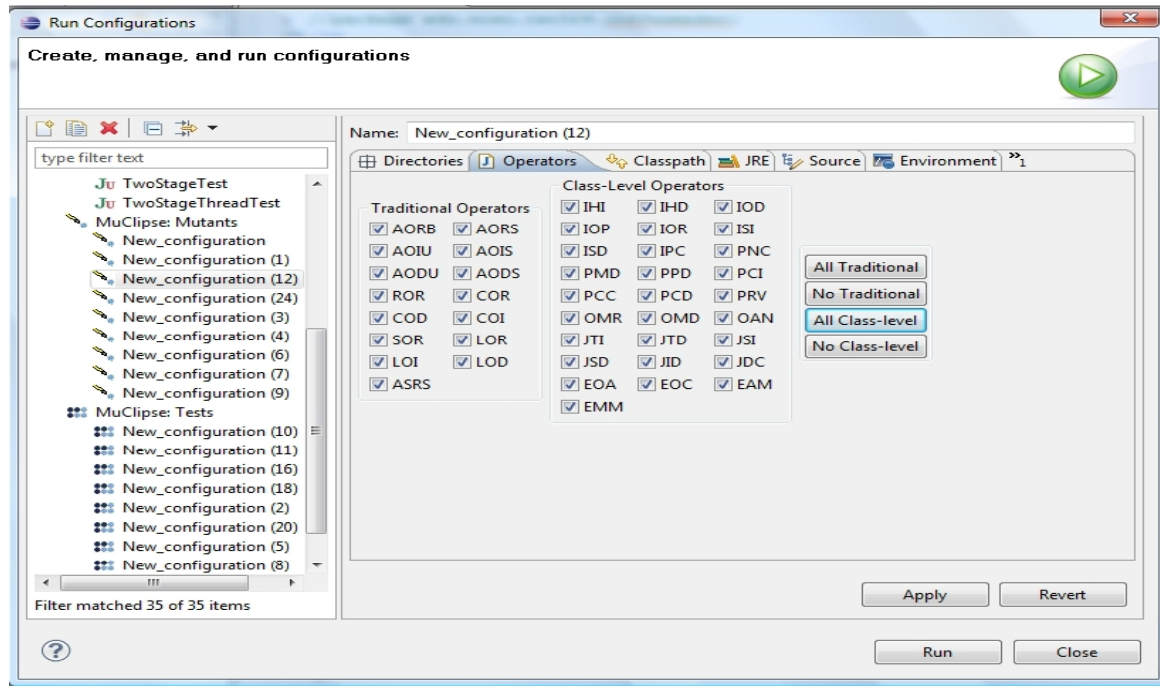 Run Configurations
Create, manage, and run configurations
type filter text
TwoStageTest
TwoStageThreadTest
MuClipse: Mutants
New_configuration
New_configuration (1)
New_configuration (12)
New_configuration (24)
New_configuration (3)
New_configuration (4)
New_configuration (6)
New_configuration (7)
New_configuration (9)
MuClipse: Tests
New_configuration (10)
New_configuration (11)
New_configuration (16)
New_configuration (18)
New_configuration (2)
New_configuration (20)
New_configuration (5)
New_configuration (8)
Filter matched 35 of 35 items
Name: New_configuration (12)
Directories Operators Classpath JRE Source Environment »1
Traditional Operators
AORB AORS
AOIU AOIS
AODU AODS
ROR COR
COD COI
SOR LOR
LOI LOD
ASRS
Class-Level Operators
IHI IHD IOD
IOP IOR ISI
ISD IPC PNC
PMD PPD PCI
PCC PCD PRV
OMR OMD OAN
JTI JTD JSI
JSD JID JDC
EOA EOC EAM
EMM
All Traditional
No Traditional
All Class-level
No Class-level
Apply Revert
Run Close